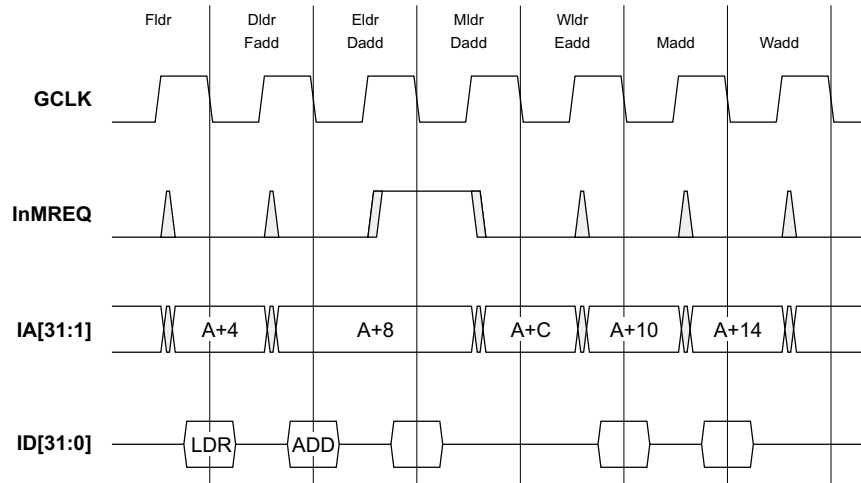 Fldr Dldr Eldr Mldr Wldr
Fadd Dadd Dadd Eadd Madd Wadd
GCLK
InMREQ
IA[31:1] A+4 A+8 A+C A+10 A+14
ID[31:0] LDR ADD